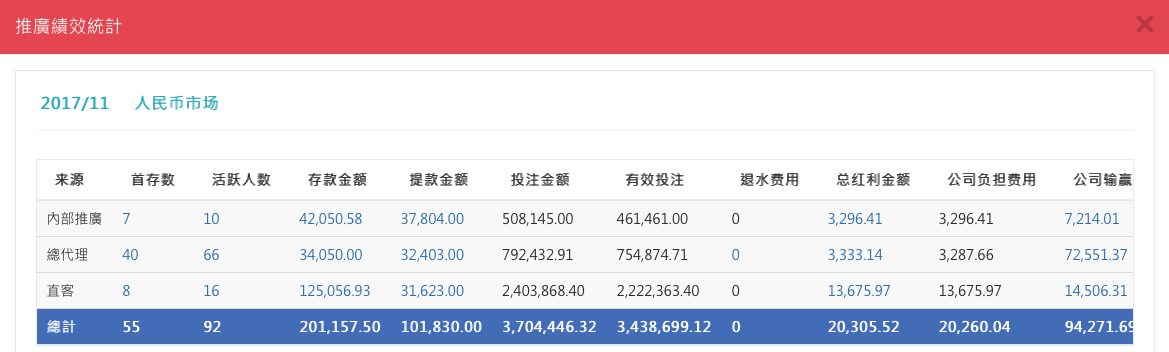 推廣績效統計 ×
2017/11 人民币市场
来源 首存数 活跃人数 存款金额 提款金额 投注金额 有效投注 退水费用 总红利金额 公司负担费用 公司输赢
內部推廣 7 10 42,050.58 37,804.00 508,145.00 461,461.00 0 3,296.41 3,296.41 7,214.01
總代理 40 66 34,050.00 32,403.00 792,432.91 754,874.71 0 3,333.14 3,287.66 72,551.37
直客 8 16 125,056.93 31,623.00 2,403,868.40 2,222,363.40 0 13,675.97 13,675.97 14,506.31
總計 55 92 201,157.50 101,830.00 3,704,446.32 3,438,699.12 0 20,305.52 20,260.04 94,271.69